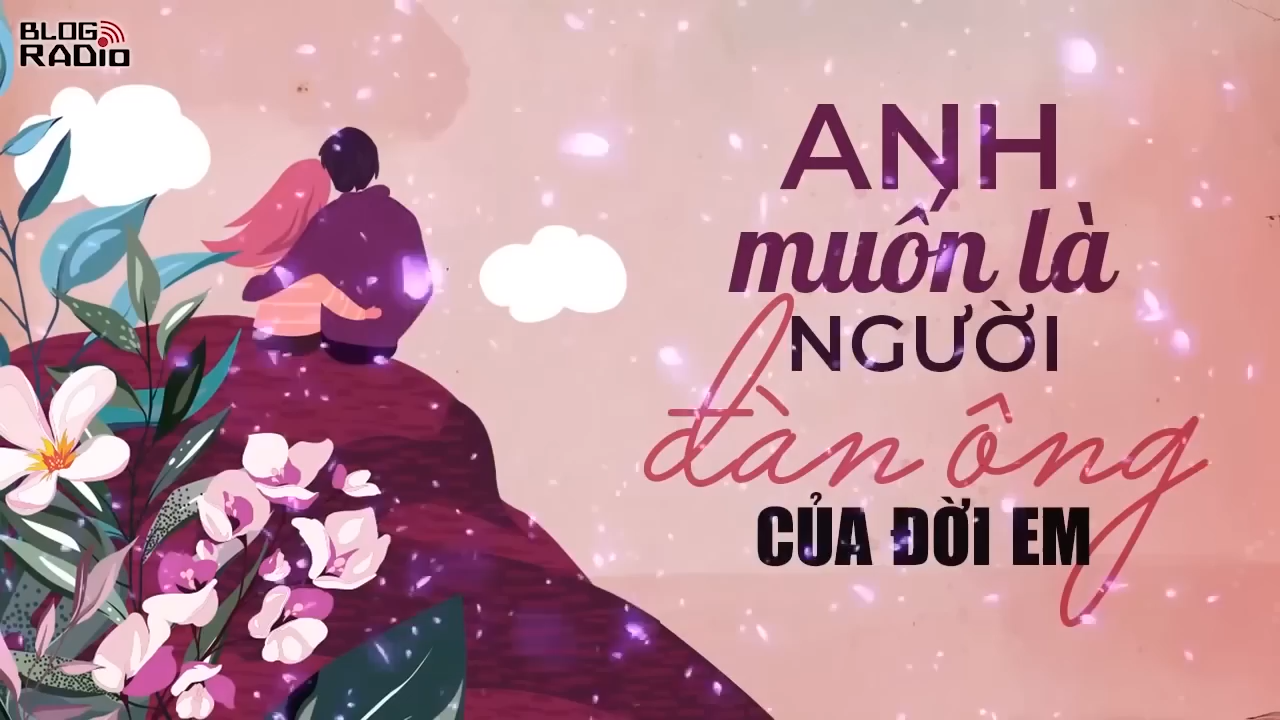 BLOG
RADIO
ANH
muốn là
NGƯỜI
đàn ông
CỦA ĐỜI EM